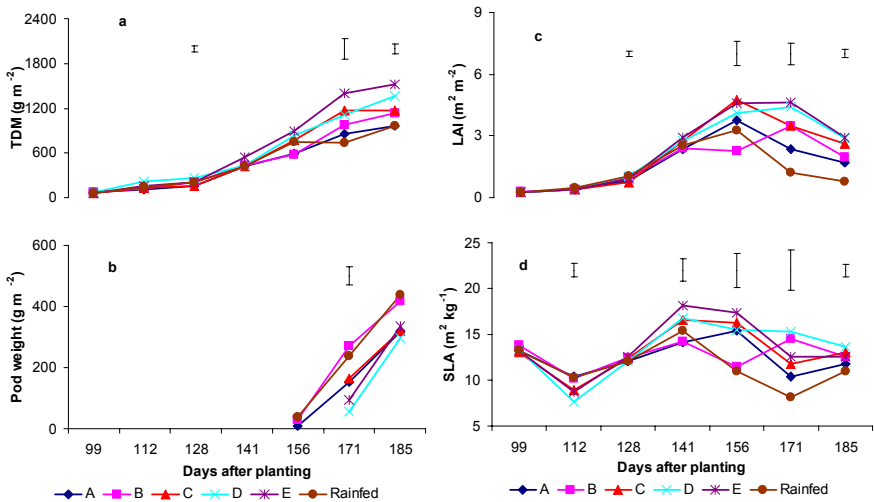 a
TDM (g m⁻²)
2400
1800
1200
600
0
c
LAI (m² m⁻²)
9
6
3
0
b
Pod weight (g m⁻²)
600
400
200
0
99 112 128 141 156 171 185
Days after planting
A B C D E Rainfed
d
SLA (m² kg⁻¹)
25
20
15
10
5
99 112 128 141 156 171 185
Days after planting
A B C D E Rainfed